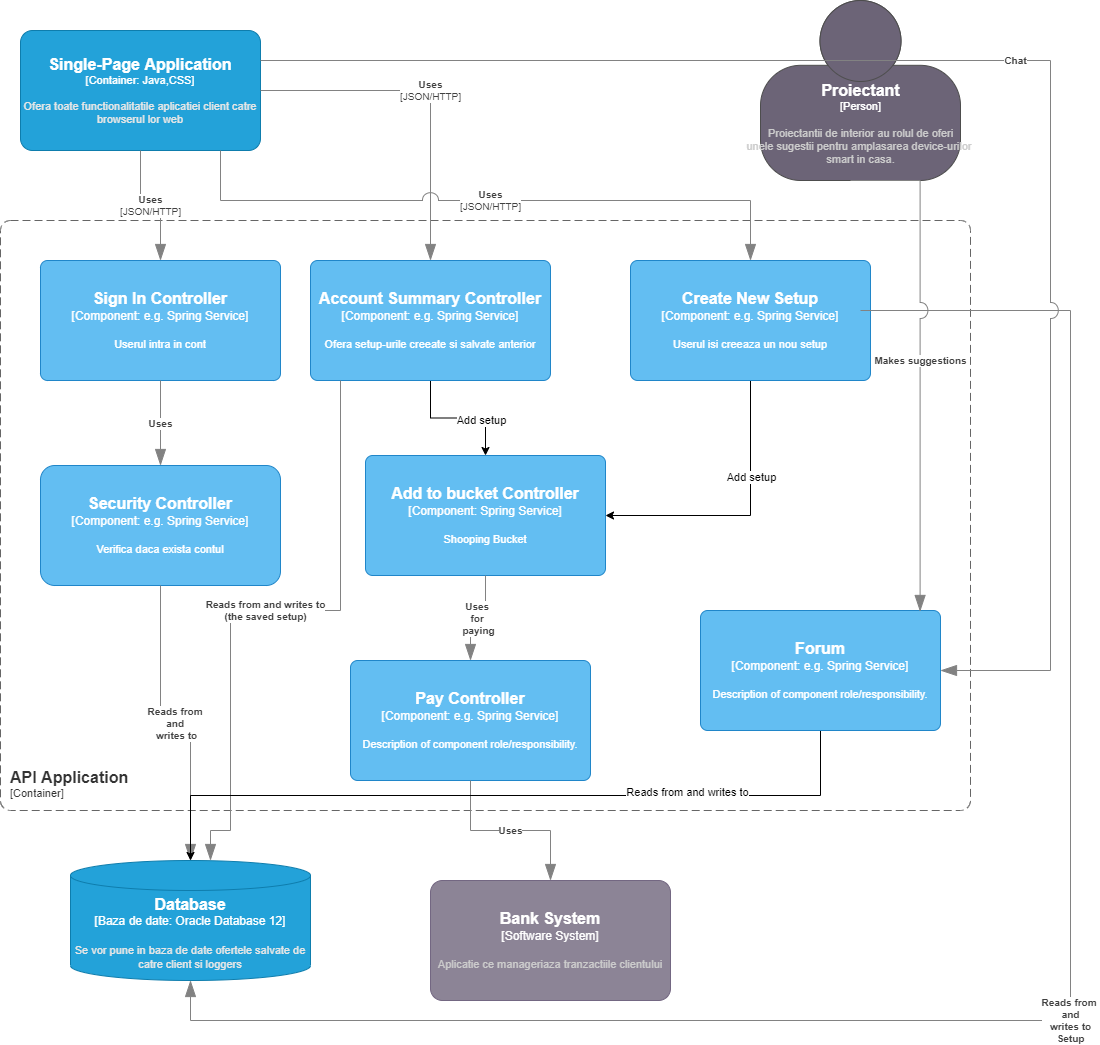 Single-Page Application
[Container: Java,CSS]
Ofera toate functionalitatile aplicatiei client catre
browserul lor web
Chat
Uses
[JSON/HTTP]
Proiectant
[Person]
Proiectantii de interior au rolul de oferi
unele sugestii pentru amplasarea device-urilor
smart in casa.
Uses
[JSON/HTTP]
Uses
[JSON/HTTP]
Sign In Controller
[Component: e.g. Spring Service]
Userul intra in cont
Account Summary Controller
[Component: e.g. Spring Service]
Ofera setup-urile creeate si salvate anterior
Create New Setup
[Component: e.g. Spring Service]
Userul isi creeaza un nou setup
Makes suggestions
Uses
Add setup
Add setup
Security Controller
[Component: e.g. Spring Service]
Verifica daca exista contul
Add to bucket Controller
[Component: Spring Service]
Shooping Bucket
Reads from and writes to
(the saved setup)
Uses
for
paying
Forum
[Component: e.g. Spring Service]
Description of component role/responsibility.
Pay Controller
[Component: e.g. Spring Service]
Description of component role/responsibility.
Reads from
and
writes to
API Application
[Container]
Reads from and writes to
Uses
Database
[Baza de date: Oracle Database 12]
Se vor pune in baza de date ofertele salvate de
catre client si loggers
Bank System
[Software System]
Aplicatie ce manageriaza tranzactiile clientului
Reads from
and
writes to
Setup